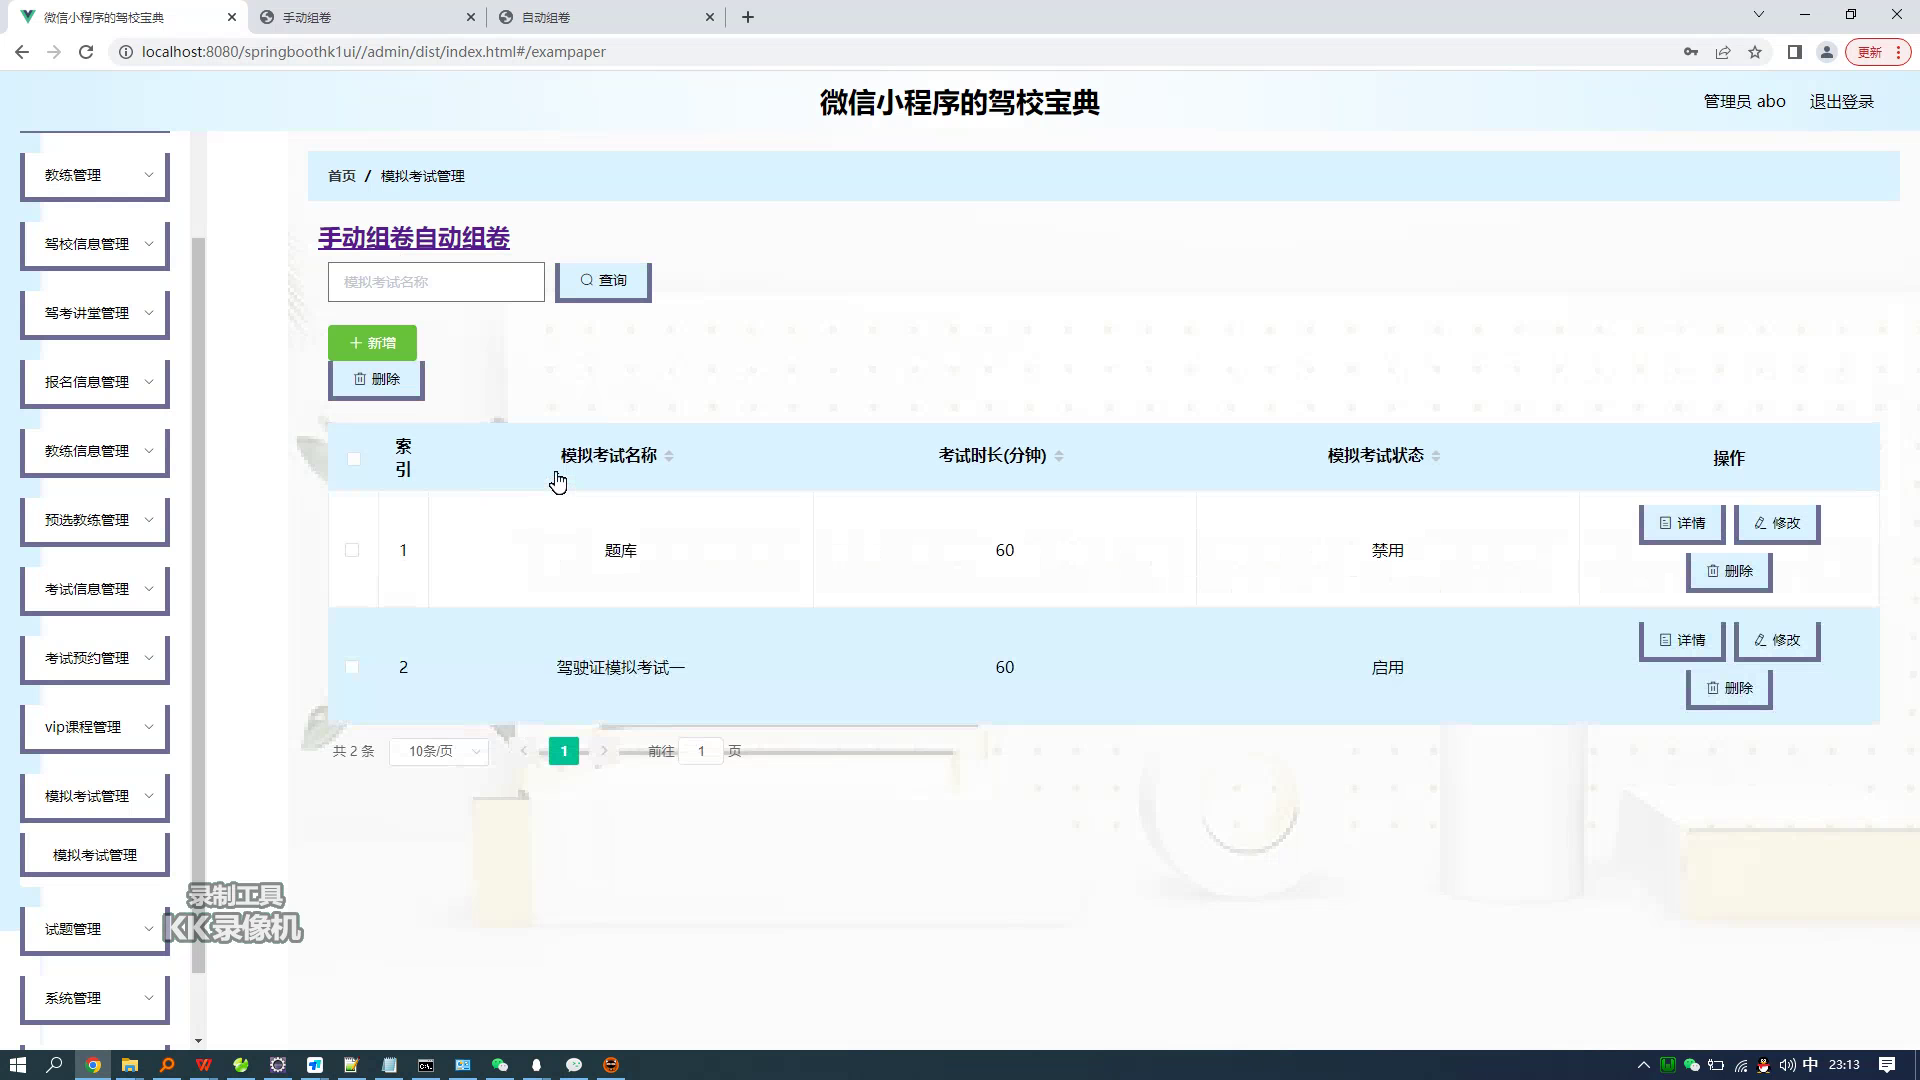 微信小程序的驾校宝典
手动组卷
自动组卷
localhost:8080/springboothk1ui//admin/dist/index.html#/exampaper
更新
微信小程序的驾校宝典
管理员 abo
退出登录
教练管理
驾校信息管理
驾考讲堂管理
报名信息管理
教练信息管理
预选教练管理
考试信息管理
考试预约管理
vip课程管理
模拟考试管理
模拟考试管理
试题管理
系统管理
首页 / 模拟考试管理
手动组卷自动组卷
模拟考试名称
查询
新增
删除
索引 模拟考试名称 考试时长(分钟) 模拟考试状态 操作
1 题库 60 禁用 详情 修改
删除
2 驾驶证模拟考试一 60 启用 详情 修改
删除
共 2 条 10条/页 1 前往 1 页
录制工具
KK录像机
中 23:13